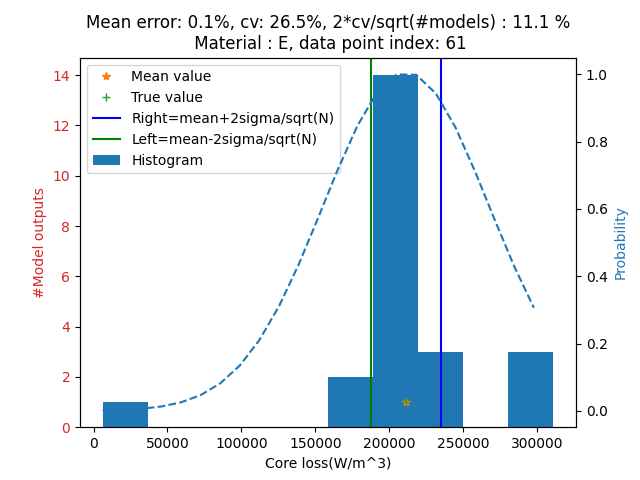 Mean error: 0.1%, cv: 26.5%, 2*cv/sqrt(#models) : 11.1 %
Material : E, data point index: 61
Mean value
True value
Right=mean+2sigma/sqrt(N)
Left=mean-2sigma/sqrt(N)
Histogram
#Model outputs
14
12
10
8
6
4
2
0
1.0
0.8
0.6
0.4
0.2
0.0
Probability
0 50000 100000 150000 200000 250000 300000
Core loss(W/m^3)